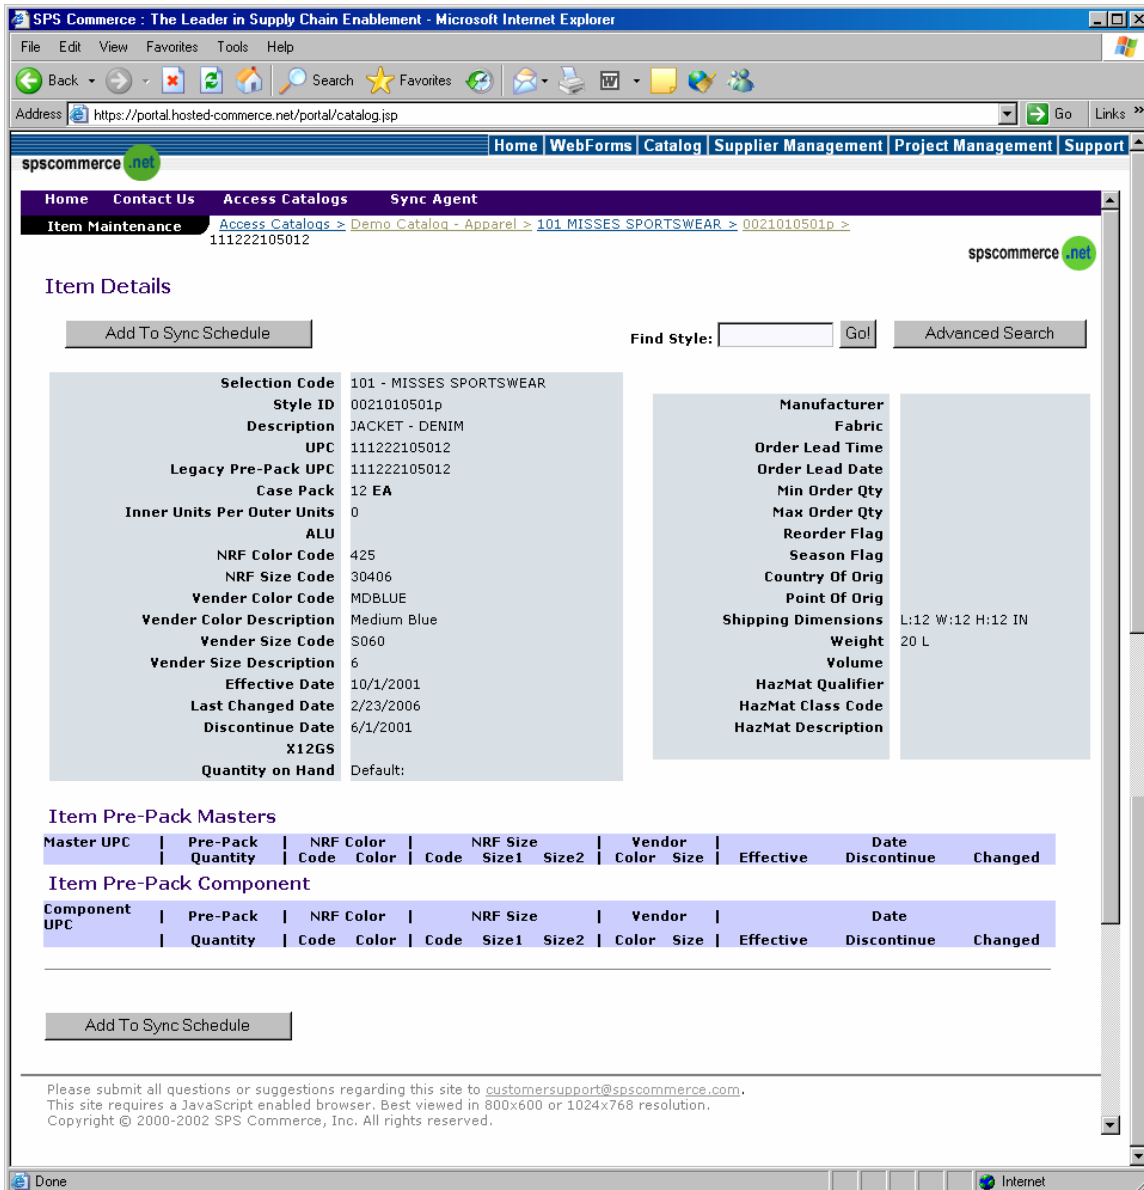 SPS Commerce : The Leader in Supply Chain Enablement - Microsoft Internet Explorer
File Edit View Favorites Tools Help
Back Search Favorites
Address https://portal.hosted-commerce.net/portal/catalog.jsp Go Links »
Home | WebForms | Catalog | Supplier Management | Project Management | Support
spscommerce .net
Home Contact Us Access Catalogs Sync Agent
Item Maintenance Access Catalogs > Demo Catalog - Apparel > 101 MISSES SPORTSWEAR > 0021010501p >
111222105012
spscommerce .net
Item Details
Add To Sync Schedule Find Style: Go! Advanced Search
Selection Code 101 - MISSES SPORTSWEAR
Style ID 0021010501p
Description JACKET - DENIM
UPC 111222105012
Legacy Pre-Pack UPC 111222105012
Case Pack 12 EA
Inner Units Per Outer Units 0
ALU
NRF Color Code 425
NRF Size Code 30406
Vender Color Code MDBLUE
Vender Color Description Medium Blue
Vender Size Code S060
Vender Size Description 6
Effective Date 10/1/2001
Last Changed Date 2/23/2006
Discontinue Date 6/1/2001
X12GS
Quantity on Hand Default:
Manufacturer
Fabric
Order Lead Time
Order Lead Date
Min Order Qty
Max Order Qty
Reorder Flag
Season Flag
Country Of Orig
Point Of Orig
Shipping Dimensions L:12 W:12 H:12 IN
Weight 20 L
Volume
HazMat Qualifier
HazMat Class Code
HazMat Description
Item Pre-Pack Masters
Master UPC | Pre-Pack | NRF Color | NRF Size | Vendor | Date
| Quantity | Code Color | Code Size1 Size2 | Color Size | Effective Discontinue Changed
Item Pre-Pack Component
Component UPC | Pre-Pack | NRF Color | NRF Size | Vendor | Date
| Quantity | Code Color | Code Size1 Size2 | Color Size | Effective Discontinue Changed
Add To Sync Schedule
Please submit all questions or suggestions regarding this site to customersupport@spscommerce.com.
This site requires a JavaScript enabled browser. Best viewed in 800x600 or 1024x768 resolution.
Copyright © 2000-2002 SPS Commerce, Inc. All rights reserved.
Done Internet